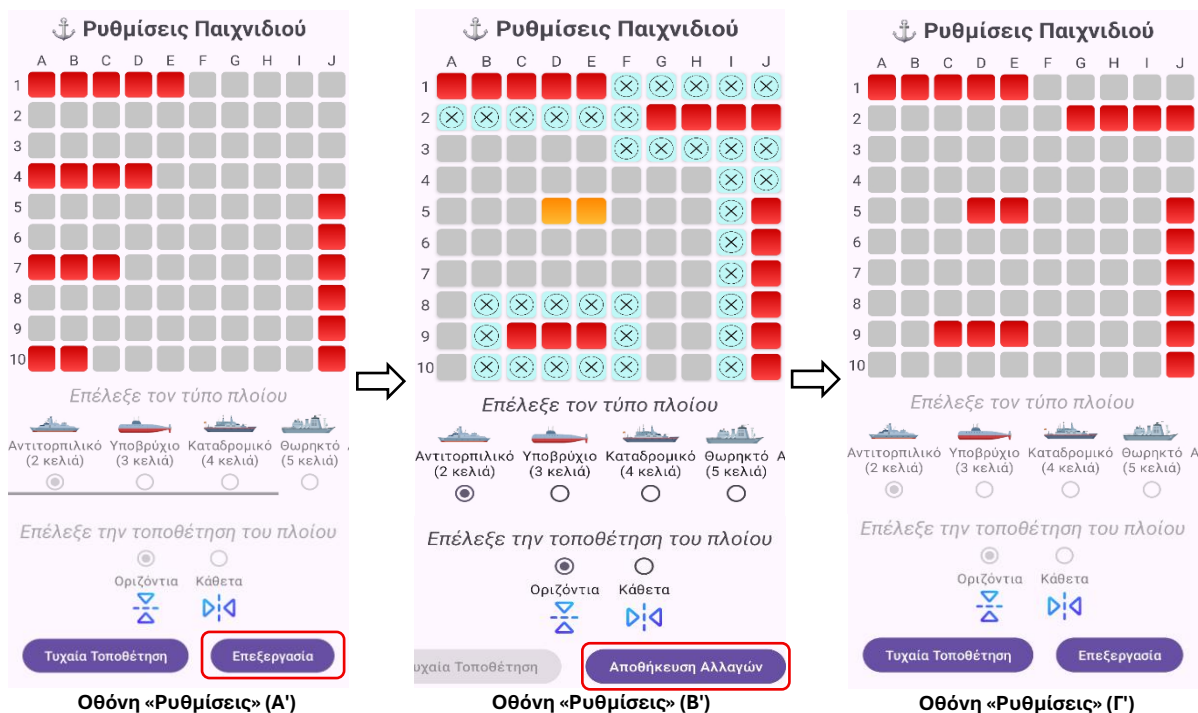 ⚓ Ρυθμίσεις Παιχνιδιού
A B C D E F G H I J
1
2
3
4
5
6
7
8
9
10
Επέλεξε τον τύπο πλοίου
Αντιτορπιλικό Υποβρύχιο Καταδρομικό Θωρηκτό
(2 κελιά) (3 κελιά) (4 κελιά) (5 κελιά)
Επέλεξε την τοποθέτηση του πλοίου
Οριζόντια Κάθετα
Τυχαία Τοποθέτηση Επεξεργασία
Οθόνη «Ρυθμίσεις» (Α')
⚓ Ρυθμίσεις Παιχνιδιού
A B C D E F G H I J
1
2
3
4
5
6
7
8
9
10
Επέλεξε τον τύπο πλοίου
Αντιτορπιλικό Υποβρύχιο Καταδρομικό Θωρηκτό Α
(2 κελιά) (3 κελιά) (4 κελιά) (5 κελιά)
Επέλεξε την τοποθέτηση του πλοίου
Οριζόντια Κάθετα
υχαία Τοποθέτηση Αποθήκευση Αλλαγών
Οθόνη «Ρυθμίσεις» (Β')
⚓ Ρυθμίσεις Παιχνιδιού
A B C D E F G H I J
1
2
3
4
5
6
7
8
9
10
Επέλεξε τον τύπο πλοίου
Αντιτορπιλικό Υποβρύχιο Καταδρομικό Θωρηκτό Α
(2 κελιά) (3 κελιά) (4 κελιά) (5 κελιά)
Επέλεξε την τοποθέτηση του πλοίου
Οριζόντια Κάθετα
Τυχαία Τοποθέτηση Επεξεργασία
Οθόνη «Ρυθμίσεις» (Γ')